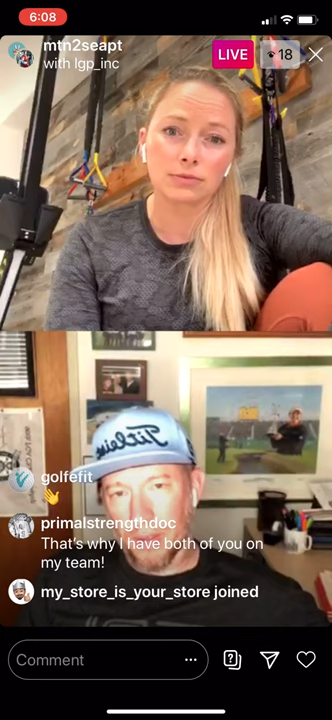 6:08
mtn2seapt
with lgp_inc
LIVE
18
Titleist
golfefit
👋
primalstrengthdoc
That's why I have both of you on
my team!
my_store_is_your_store joined
Comment